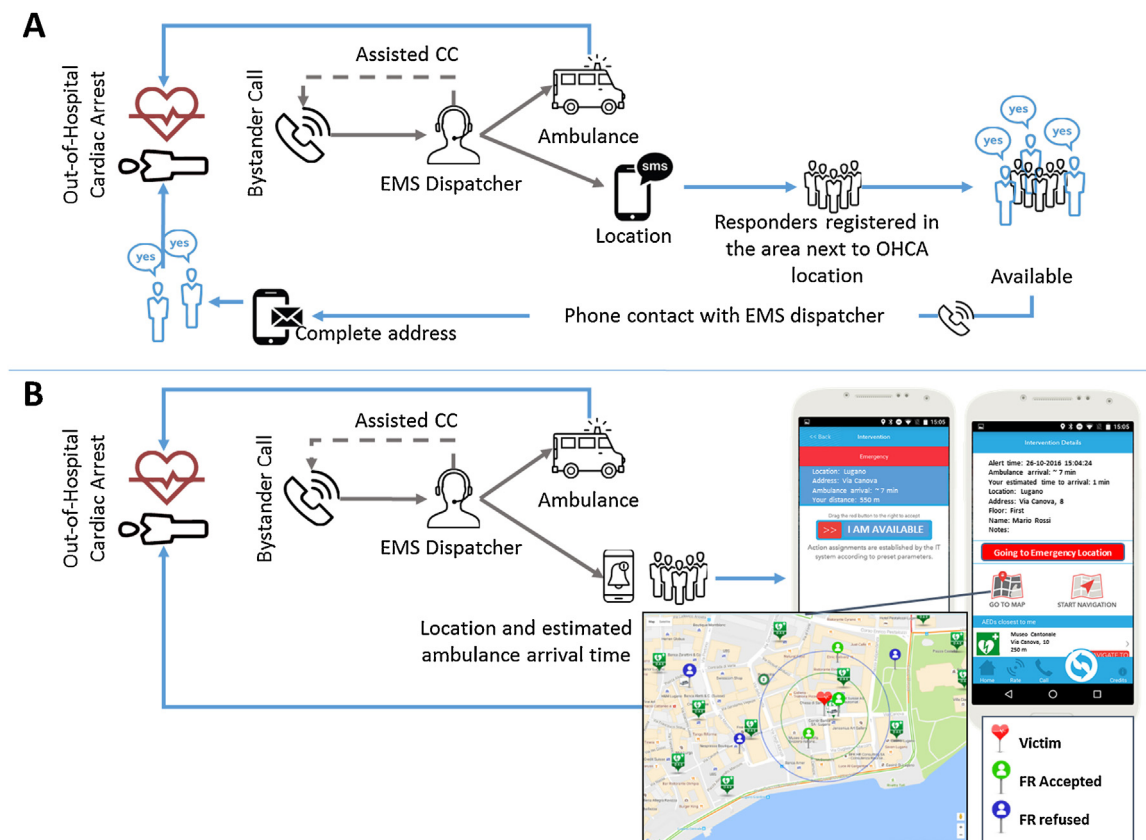 A
Out-of-Hospital
Cardiac Arrest
Bystander Call
Assisted CC
EMS Dispatcher
Ambulance
sms
Location
Responders registered in
the area next to OHCA
location
yes
yes
yes
Available
Phone contact with EMS dispatcher
Complete address
yes
yes
B
Out-of-Hospital
Cardiac Arrest
Bystander Call
Assisted CC
EMS Dispatcher
Ambulance
Location and estimated
ambulance arrival time
15:05
<< Back
Intervention
Emergency
Location: Lugano
Address: Via Canova
Ambulance arrival: ~ 7 min
Your distance: 550 m
Drag the red button to the right to accept
>> I AM AVAILABLE
Action assignments are established by the IT
system according to preset parameters.
15:05
Intervention Details
Alert time: 26-10-2016 15:04:24
Ambulance arrival: ~ 7 min
Your estimated time to arrival: 1 min
Location: Lugano
Address: Via Canova, 8
Floor: First
Name: Mario Rossi
Notes:
Going to Emergency Location
GO TO MAP
START NAVIGATION
AEDs closest to me
Museo Cantonale
Via Canova, 10
250 m
Home
Rate
Call
Credits
Victim
FR Accepted
FR refused